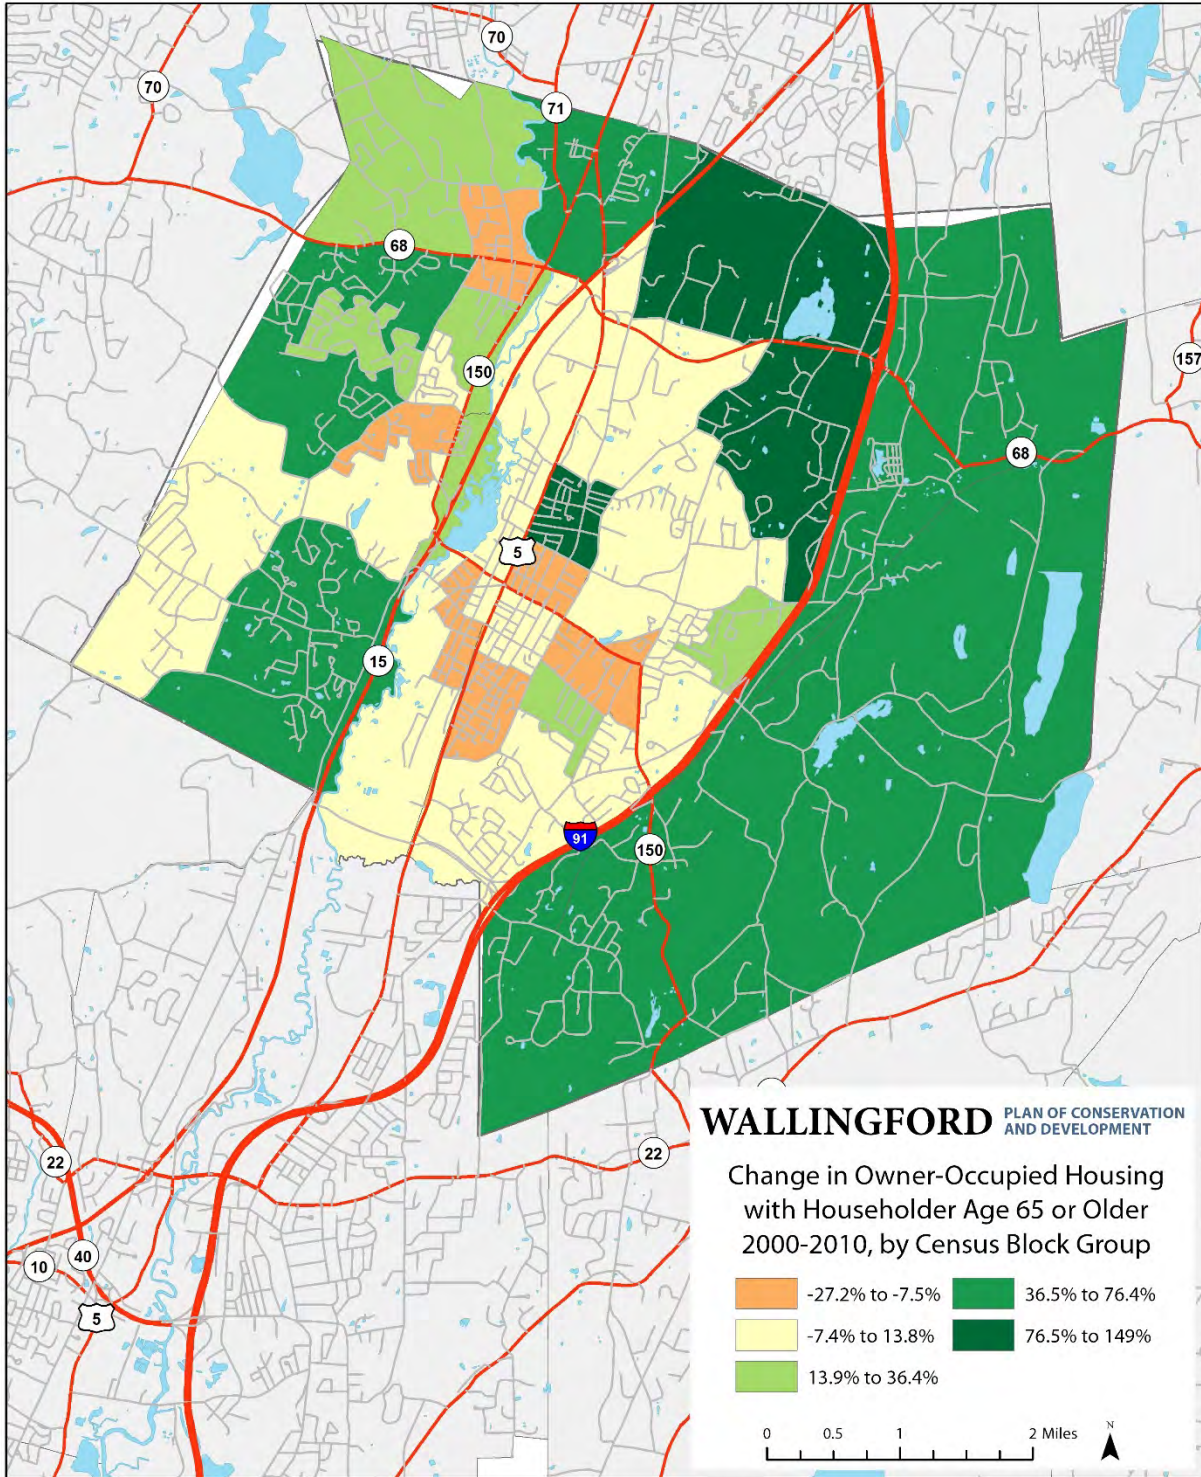 70
70
71
68
150
157
68
5
15
91
150
22
22
40
10
5
WALLINGFORD PLAN OF CONSERVATION
AND DEVELOPMENT
Change in Owner-Occupied Housing
with Householder Age 65 or Older
2000-2010, by Census Block Group
-27.2% to -7.5%
36.5% to 76.4%
-7.4% to 13.8%
76.5% to 149%
13.9% to 36.4%
0 0.5 1 2 Miles
N